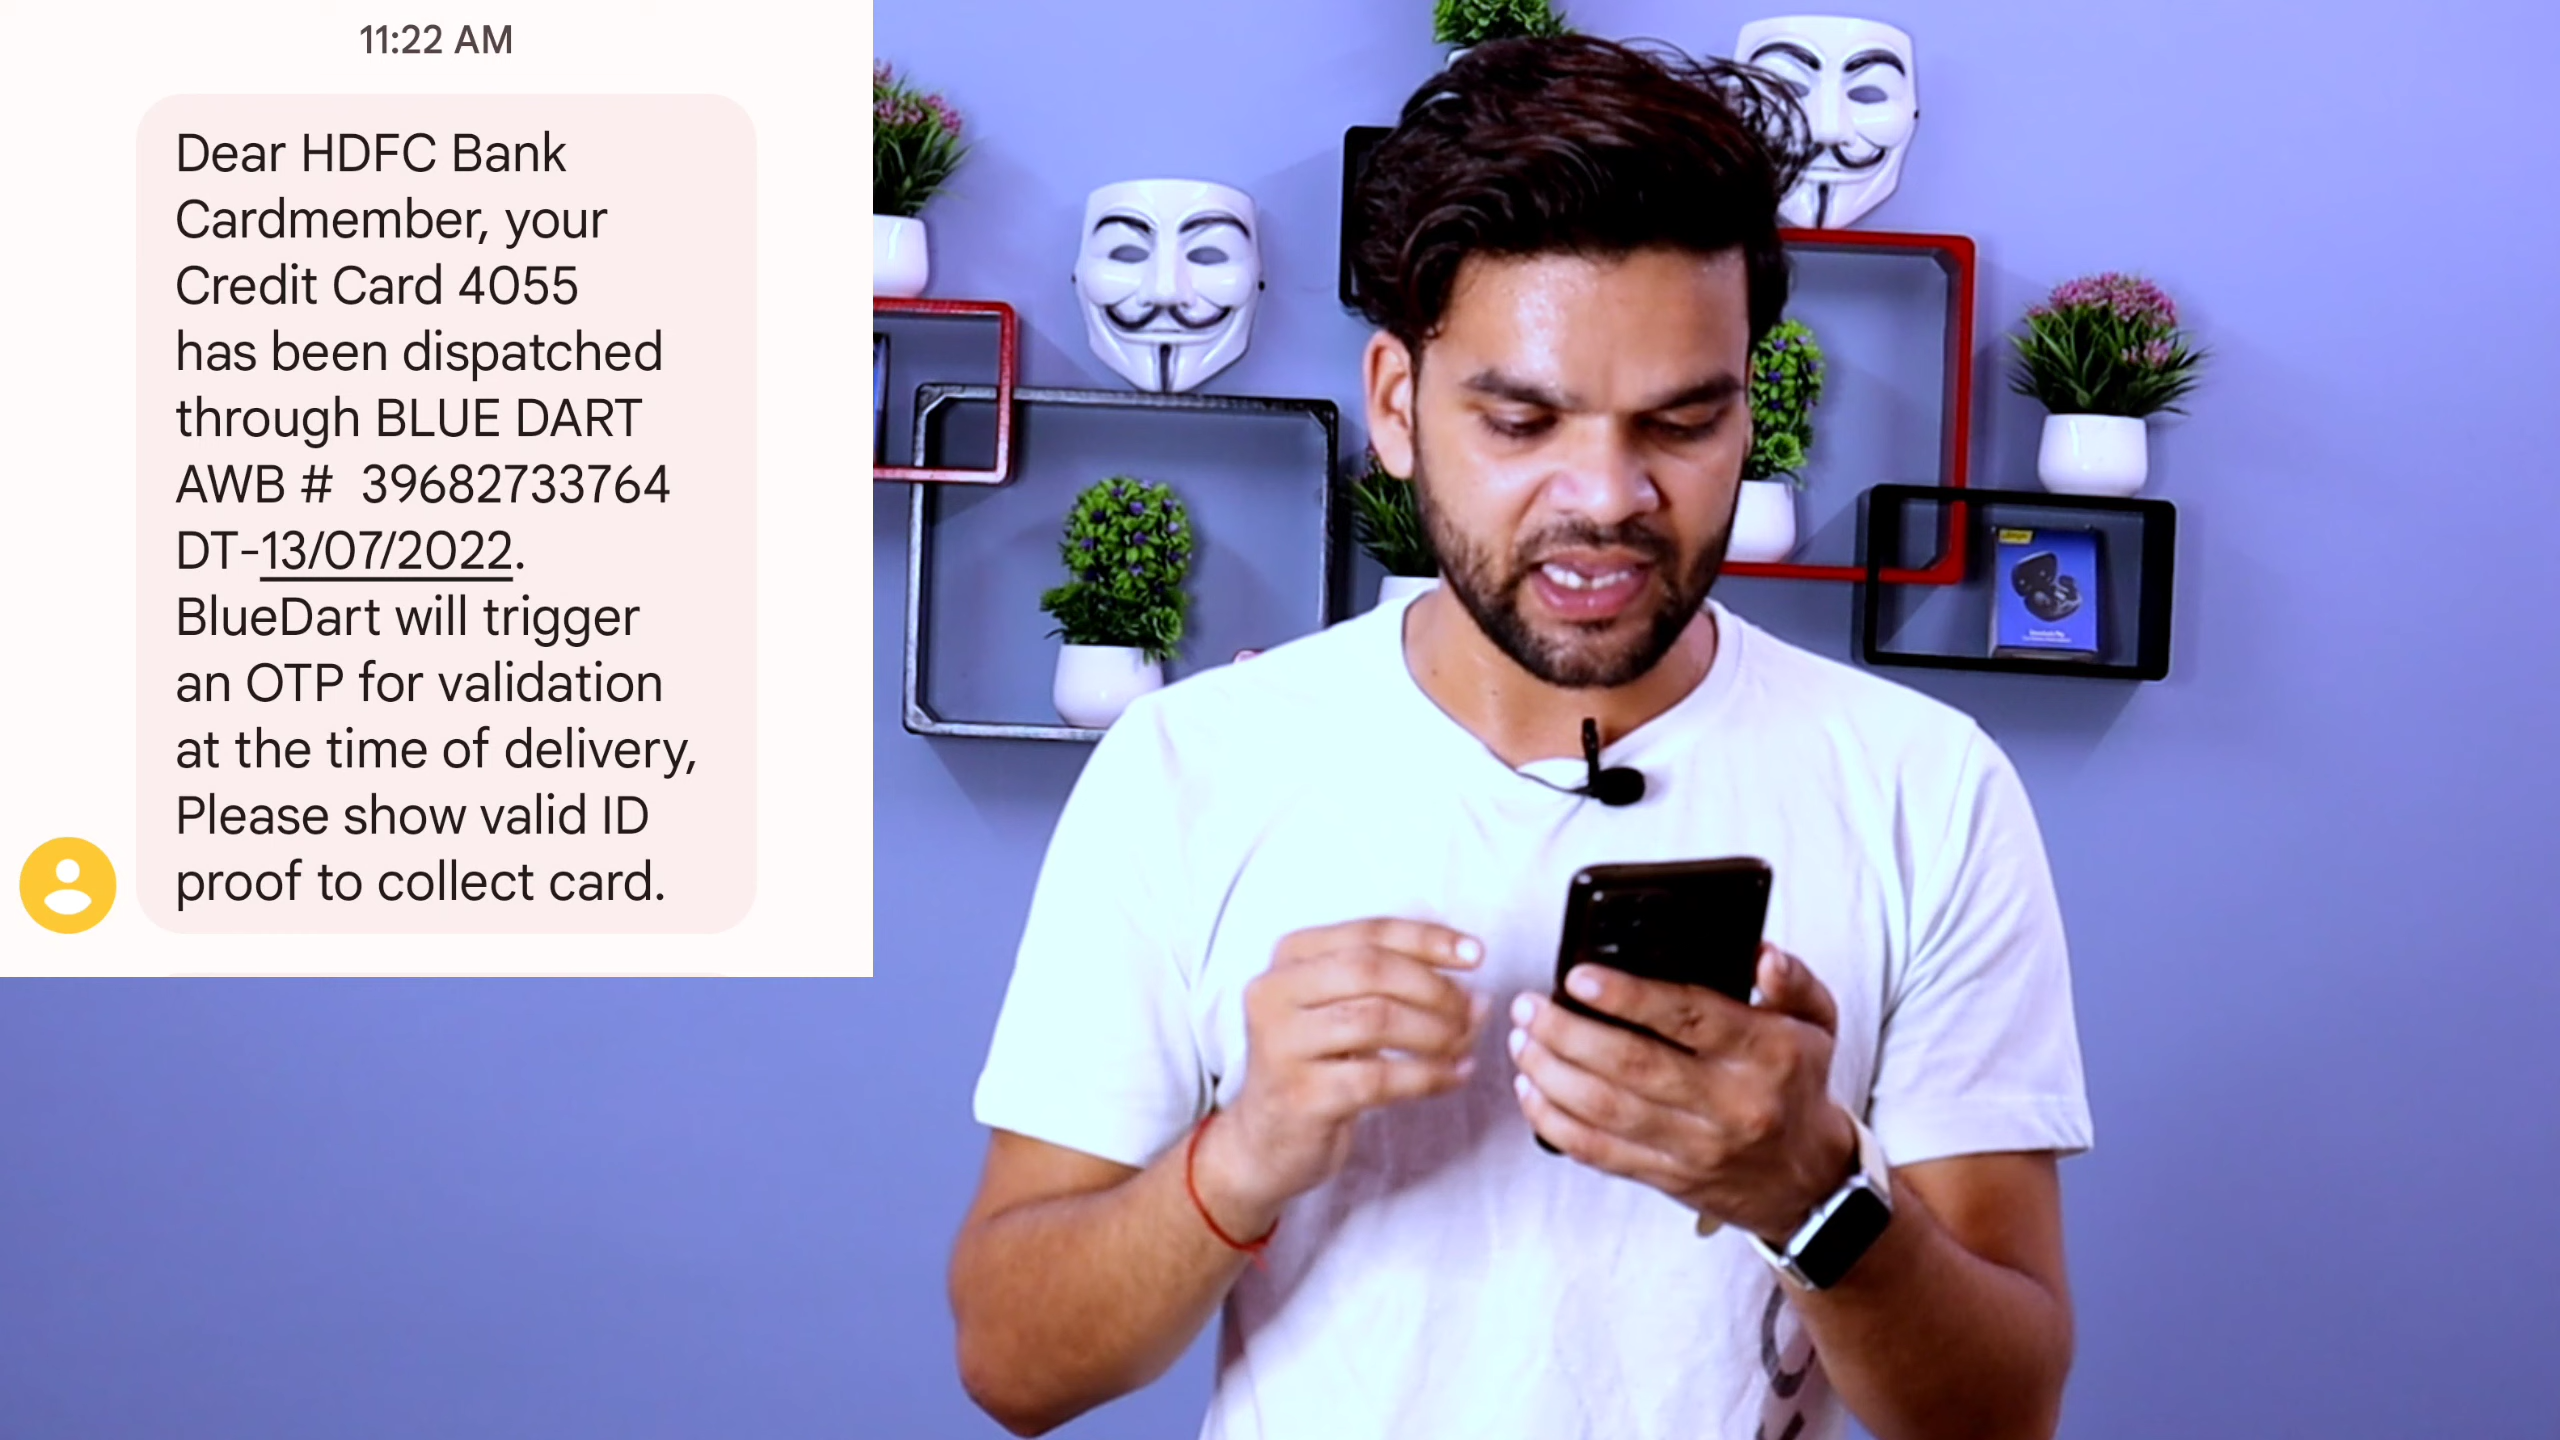 11:22 AM
Dear HDFC Bank
Cardmember, your
Credit Card 4055
has been dispatched
through BLUE DART
AWB #  39682733764
DT-13/07/2022.
BlueDart will trigger
an OTP for validation
at the time of delivery,
Please show valid ID
proof to collect card.